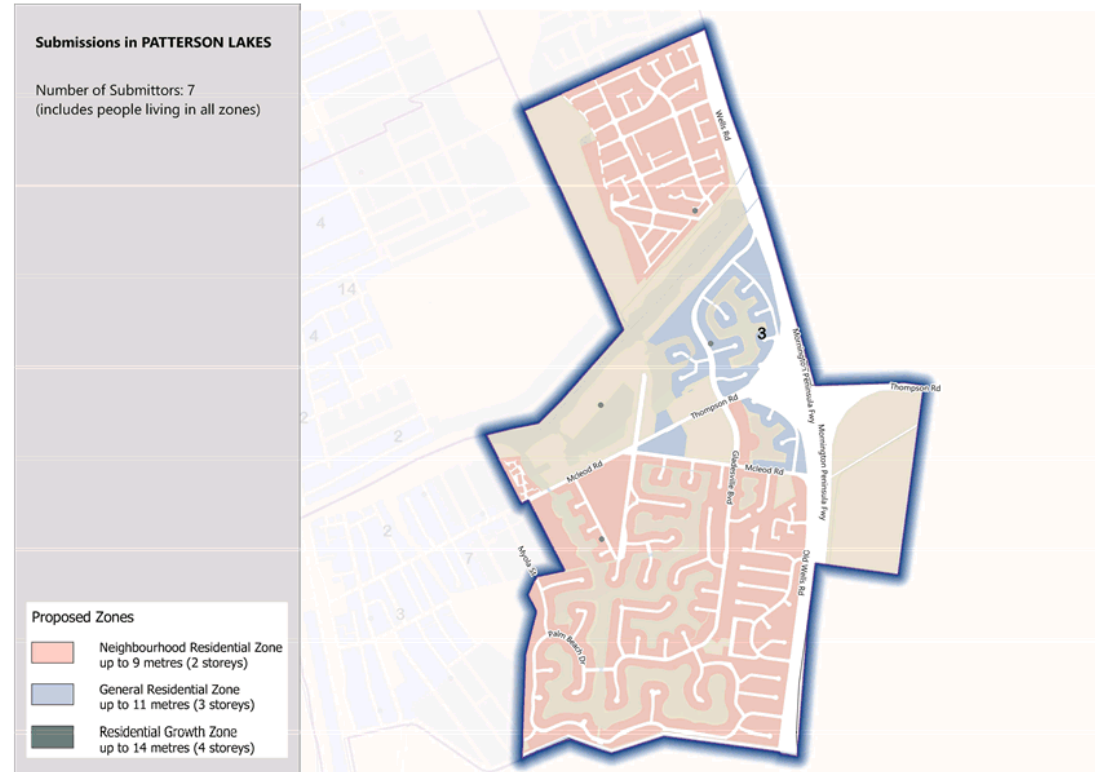 Submissions in PATTERSON LAKES
Number of Submittors: 7
(includes people living in all zones)
4
14
4
2
2
2
7
3
Wells Rd
3
Mornington Peninsula Fwy
Thompson Rd
Thompson Rd
Mornington Peninsula Fwy
Mcleod Rd
Mcleod Rd
Gladesville Blvd
Myola St
Old Wells Rd
Palm Beach Dr
Proposed Zones
Neighbourhood Residential Zone
up to 9 metres (2 storeys)
General Residential Zone
up to 11 metres (3 storeys)
Residential Growth Zone
up to 14 metres (4 storeys)